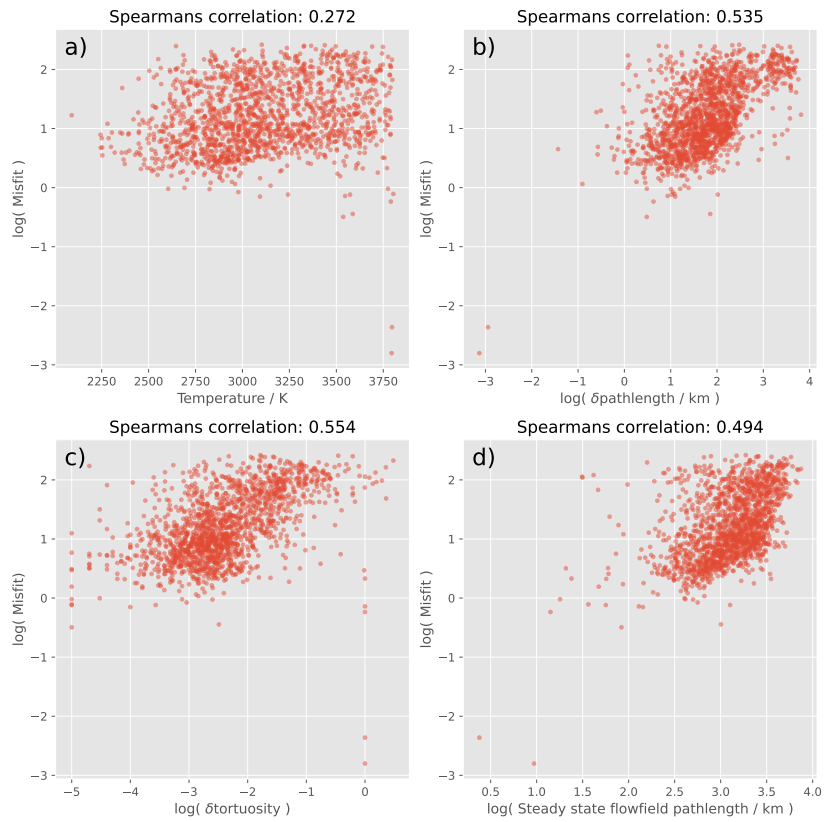 Spearmans correlation: 0.272
a)
2
1
0
−1
−2
−3
log( Misfit )
2250 2500 2750 3000 3250 3500 3750
Temperature / K
Spearmans correlation: 0.535
b)
2
1
0
−1
−2
−3
log( Misfit )
−3 −2 −1 0 1 2 3 4
log( δpathlength / km )
Spearmans correlation: 0.554
c)
2
1
0
−1
−2
−3
log( Misfit)
−5 −4 −3 −2 −1 0
log( δtortuosity )
Spearmans correlation: 0.494
d)
2
1
0
−1
−2
−3
log( Misfit )
0.5 1.0 1.5 2.0 2.5 3.0 3.5 4.0
log( Steady state flowfield pathlength / km )